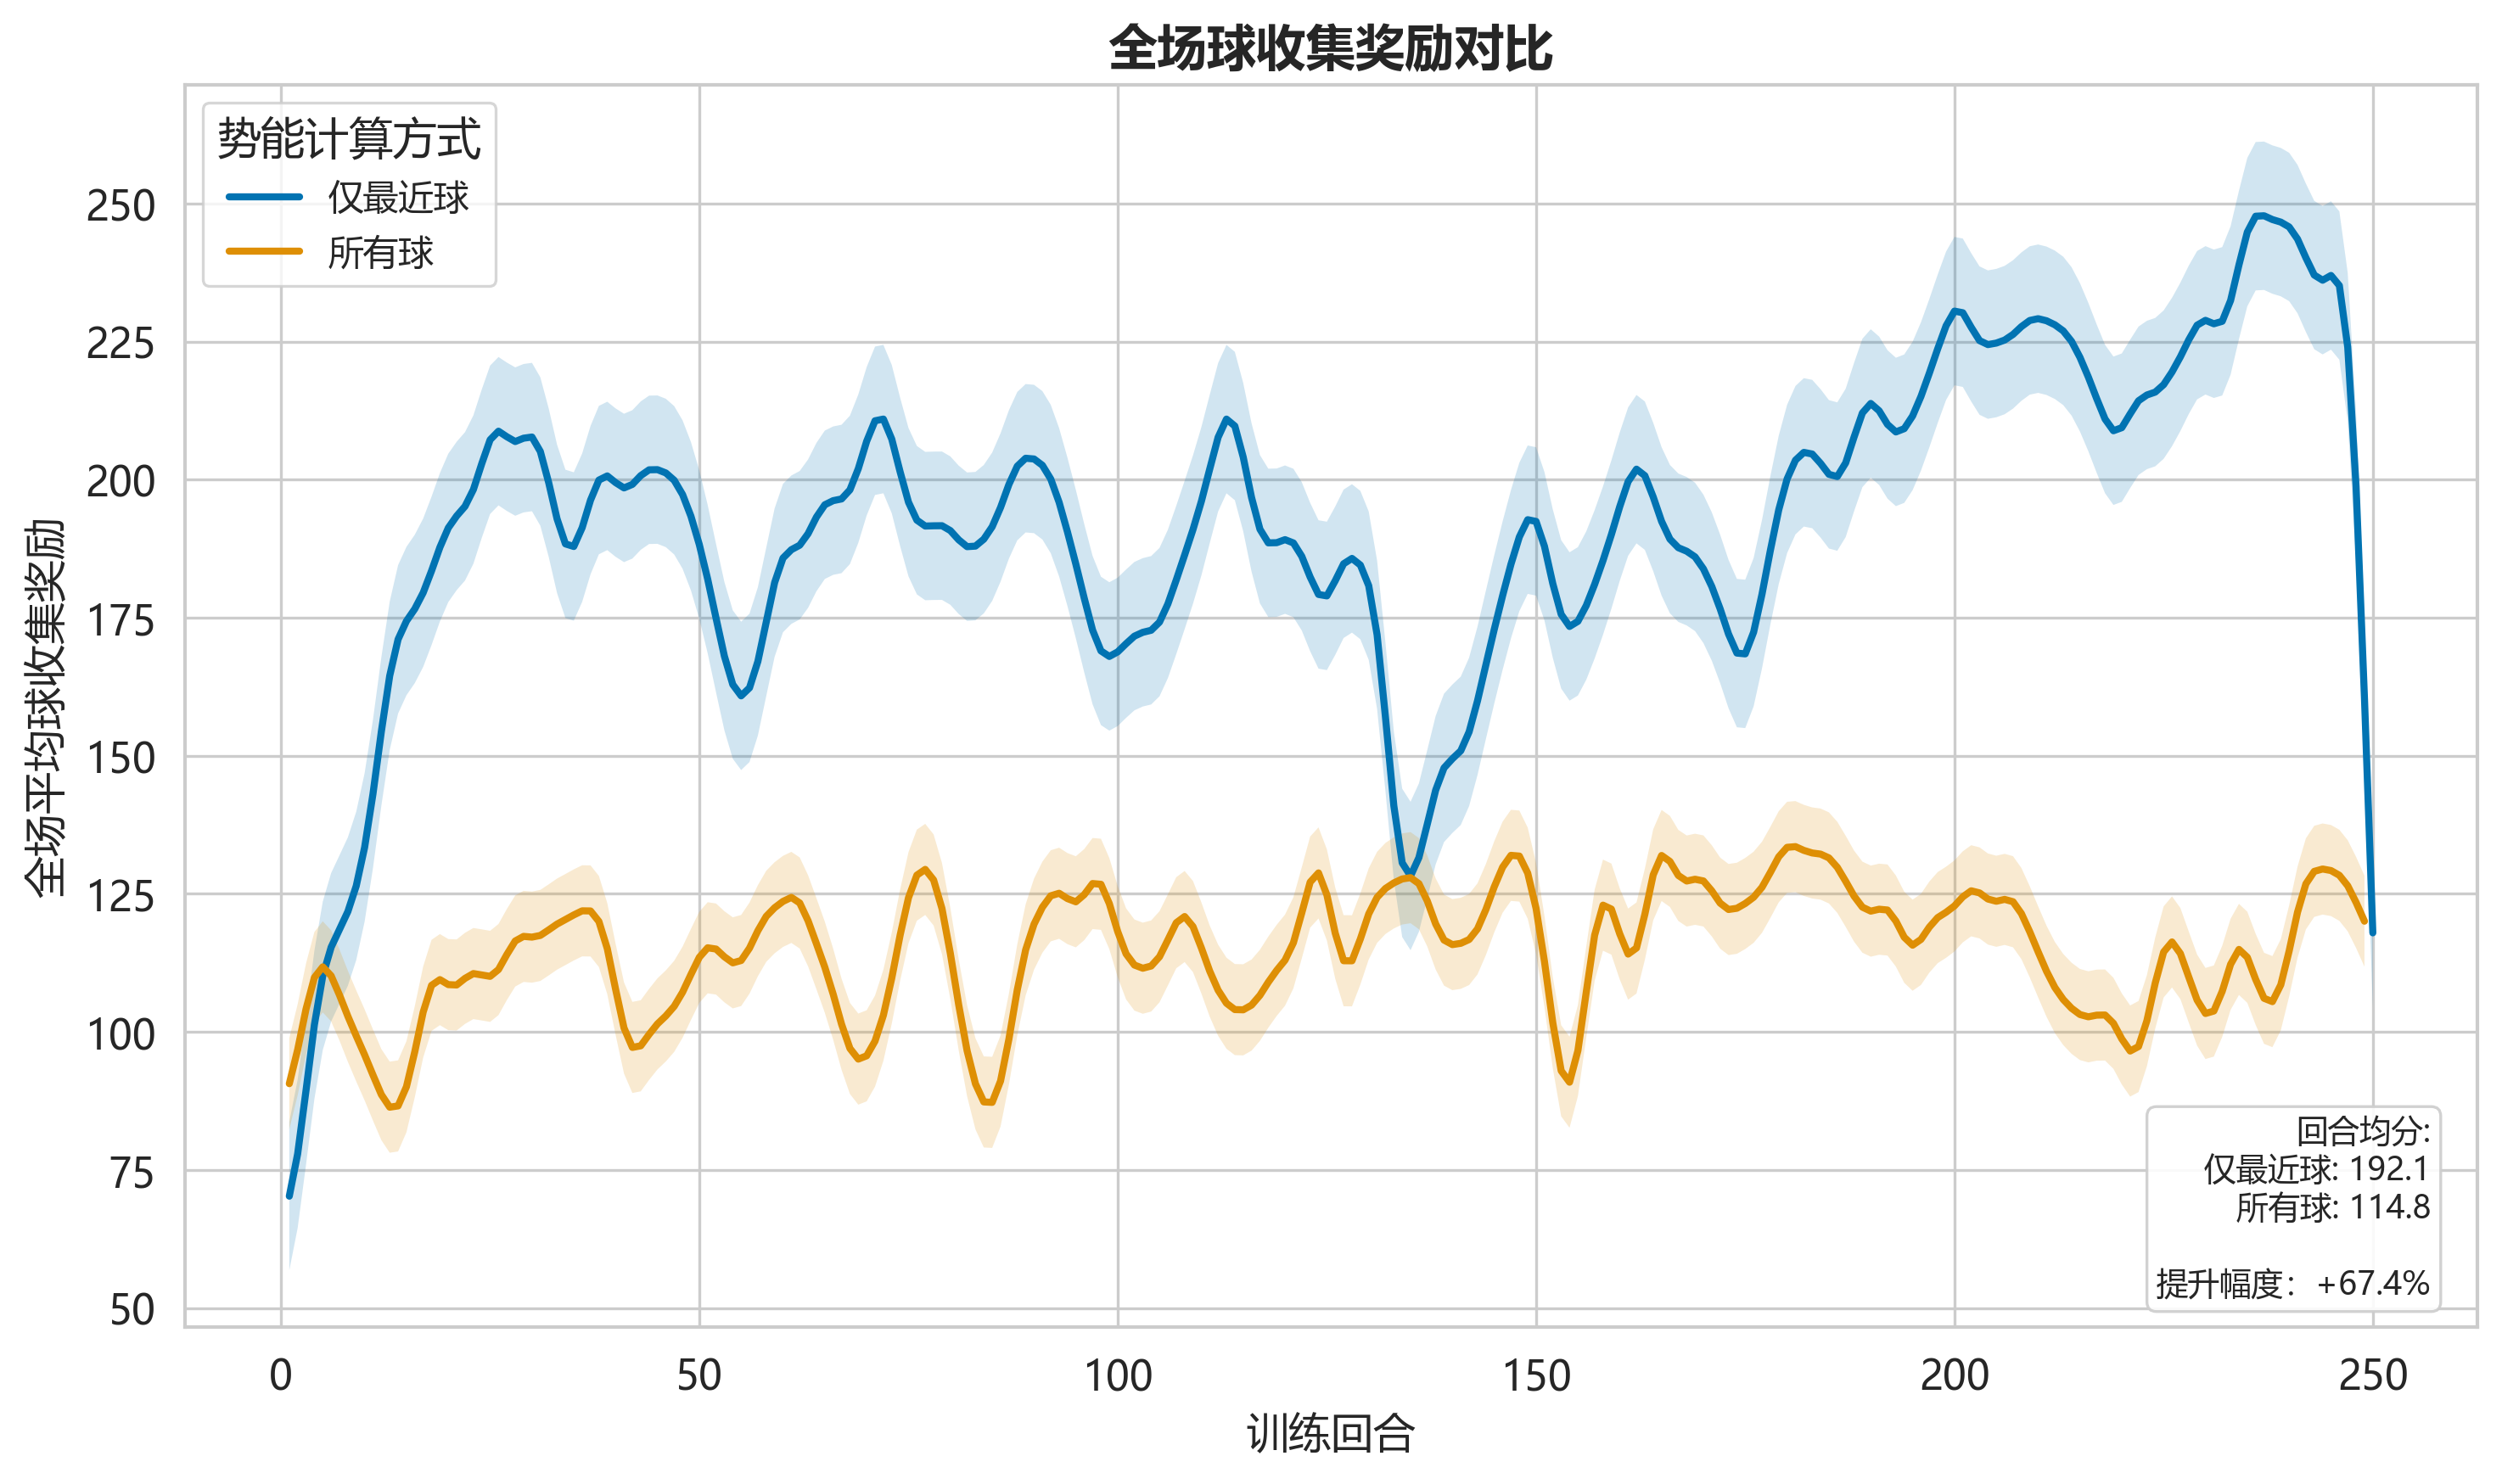 全场球收集奖励对比
势能计算方式
仅最近球
所有球
全场平均球收集奖励
250
225
200
175
150
125
100
75
50
回合均分:
仅最近球: 192.1
所有球: 114.8
提升幅度：+67.4%
0
50
100
150
200
250
训练回合